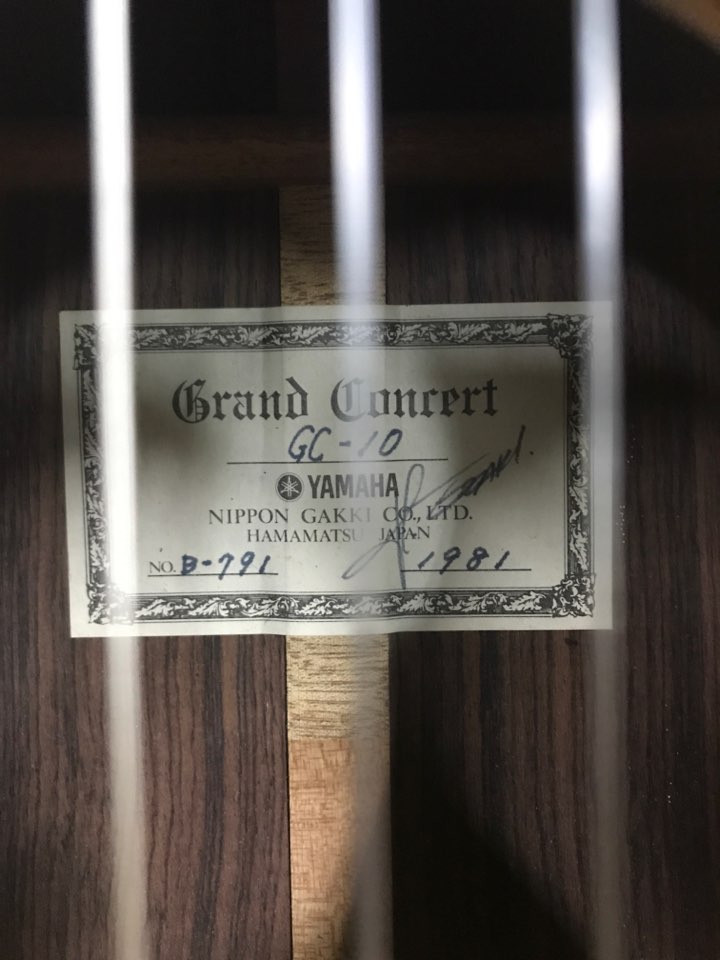 Grand Concert
GC-10
YAMAHA
NIPPON GAKKI CO., LTD.
HAMAMATSU JAPAN
NO. B-791 1981